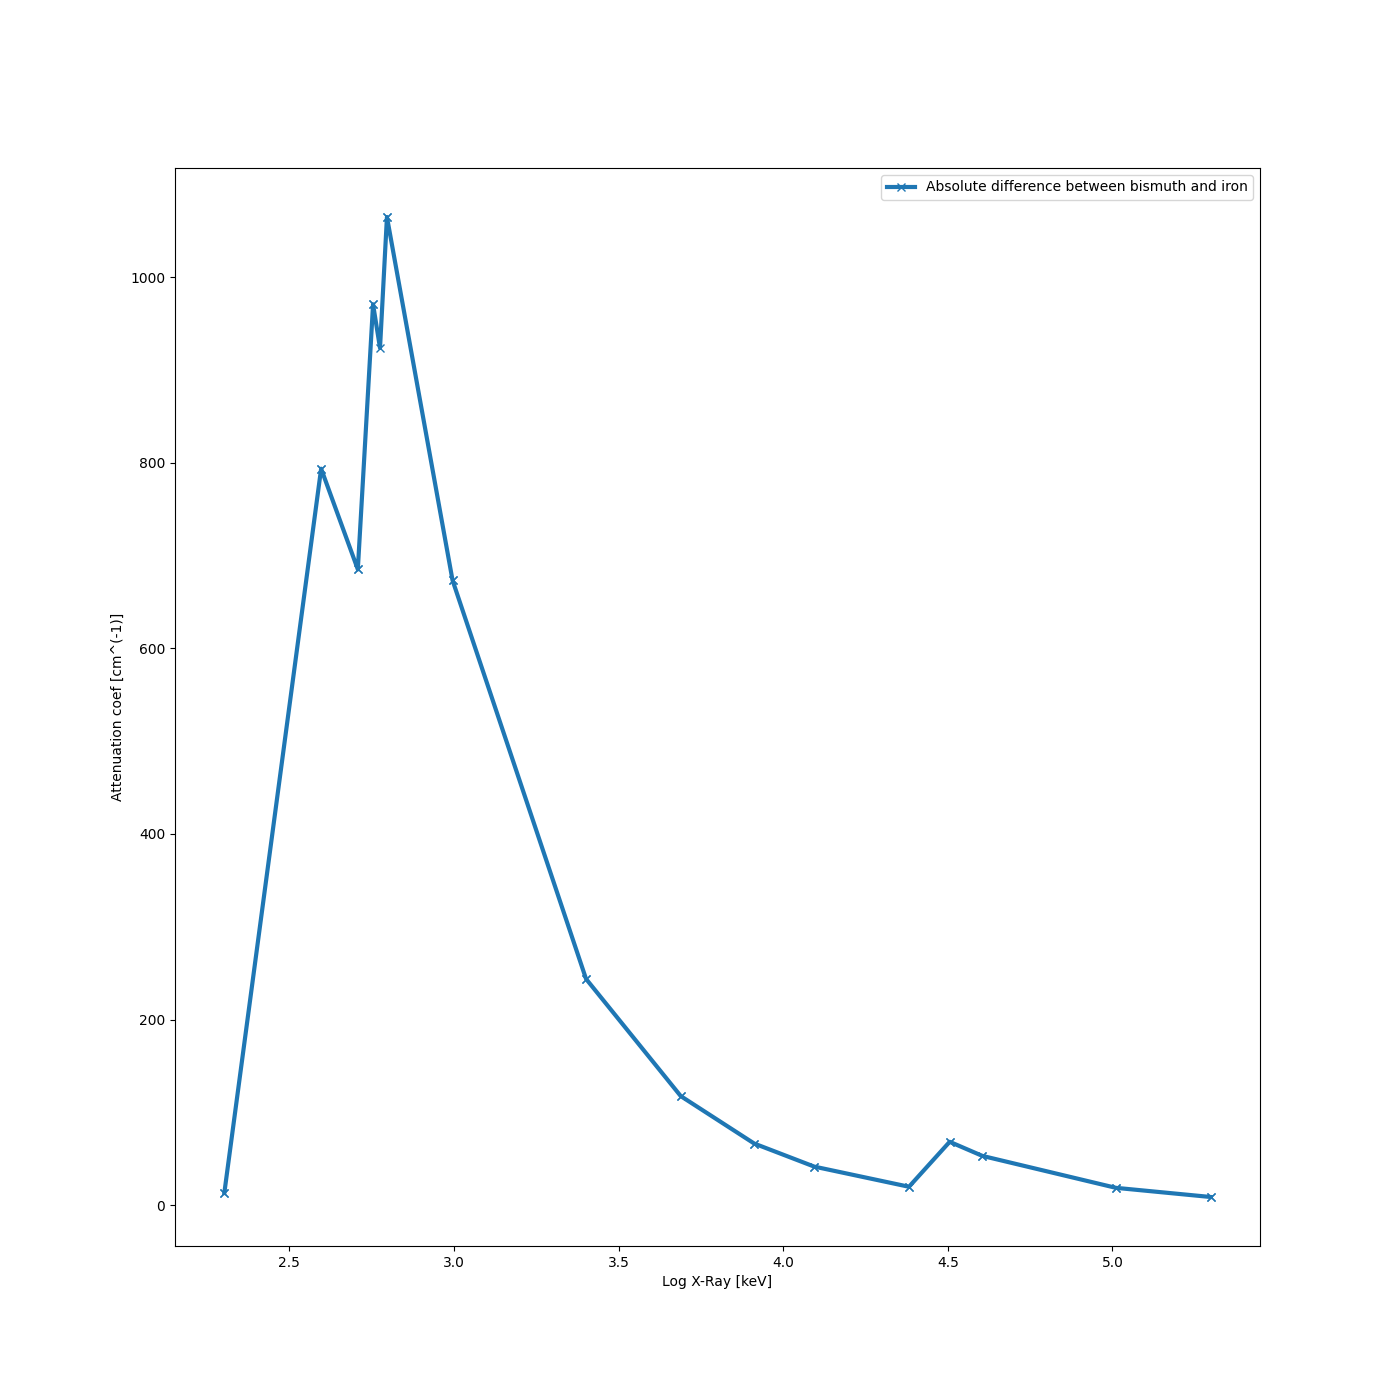 Absolute difference between bismuth and iron
1000
800
600
400
200
0
Attenuation coef [cm^(-1)]
2.5 3.0 3.5 4.0 4.5 5.0
Log X-Ray [keV]